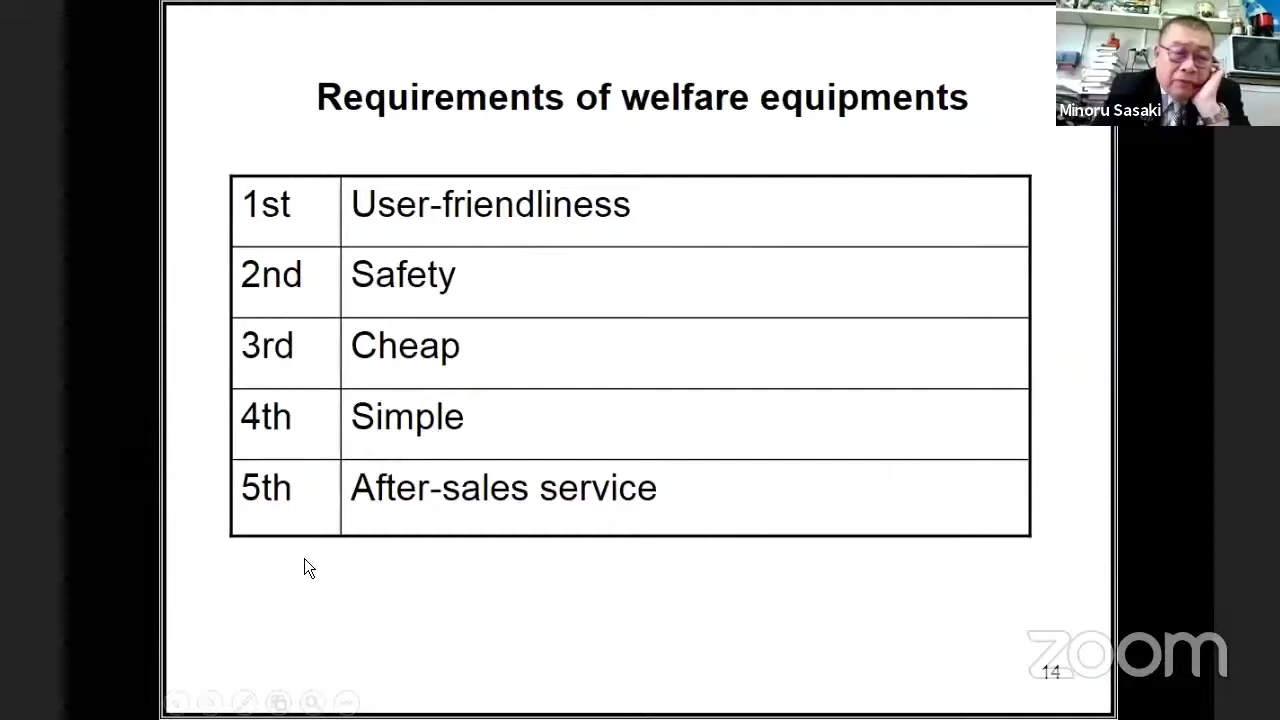 Requirements of welfare equipments
Minoru Sasaki
1st User-friendliness
2nd Safety
3rd Cheap
4th Simple
5th After-sales service
zoom
14